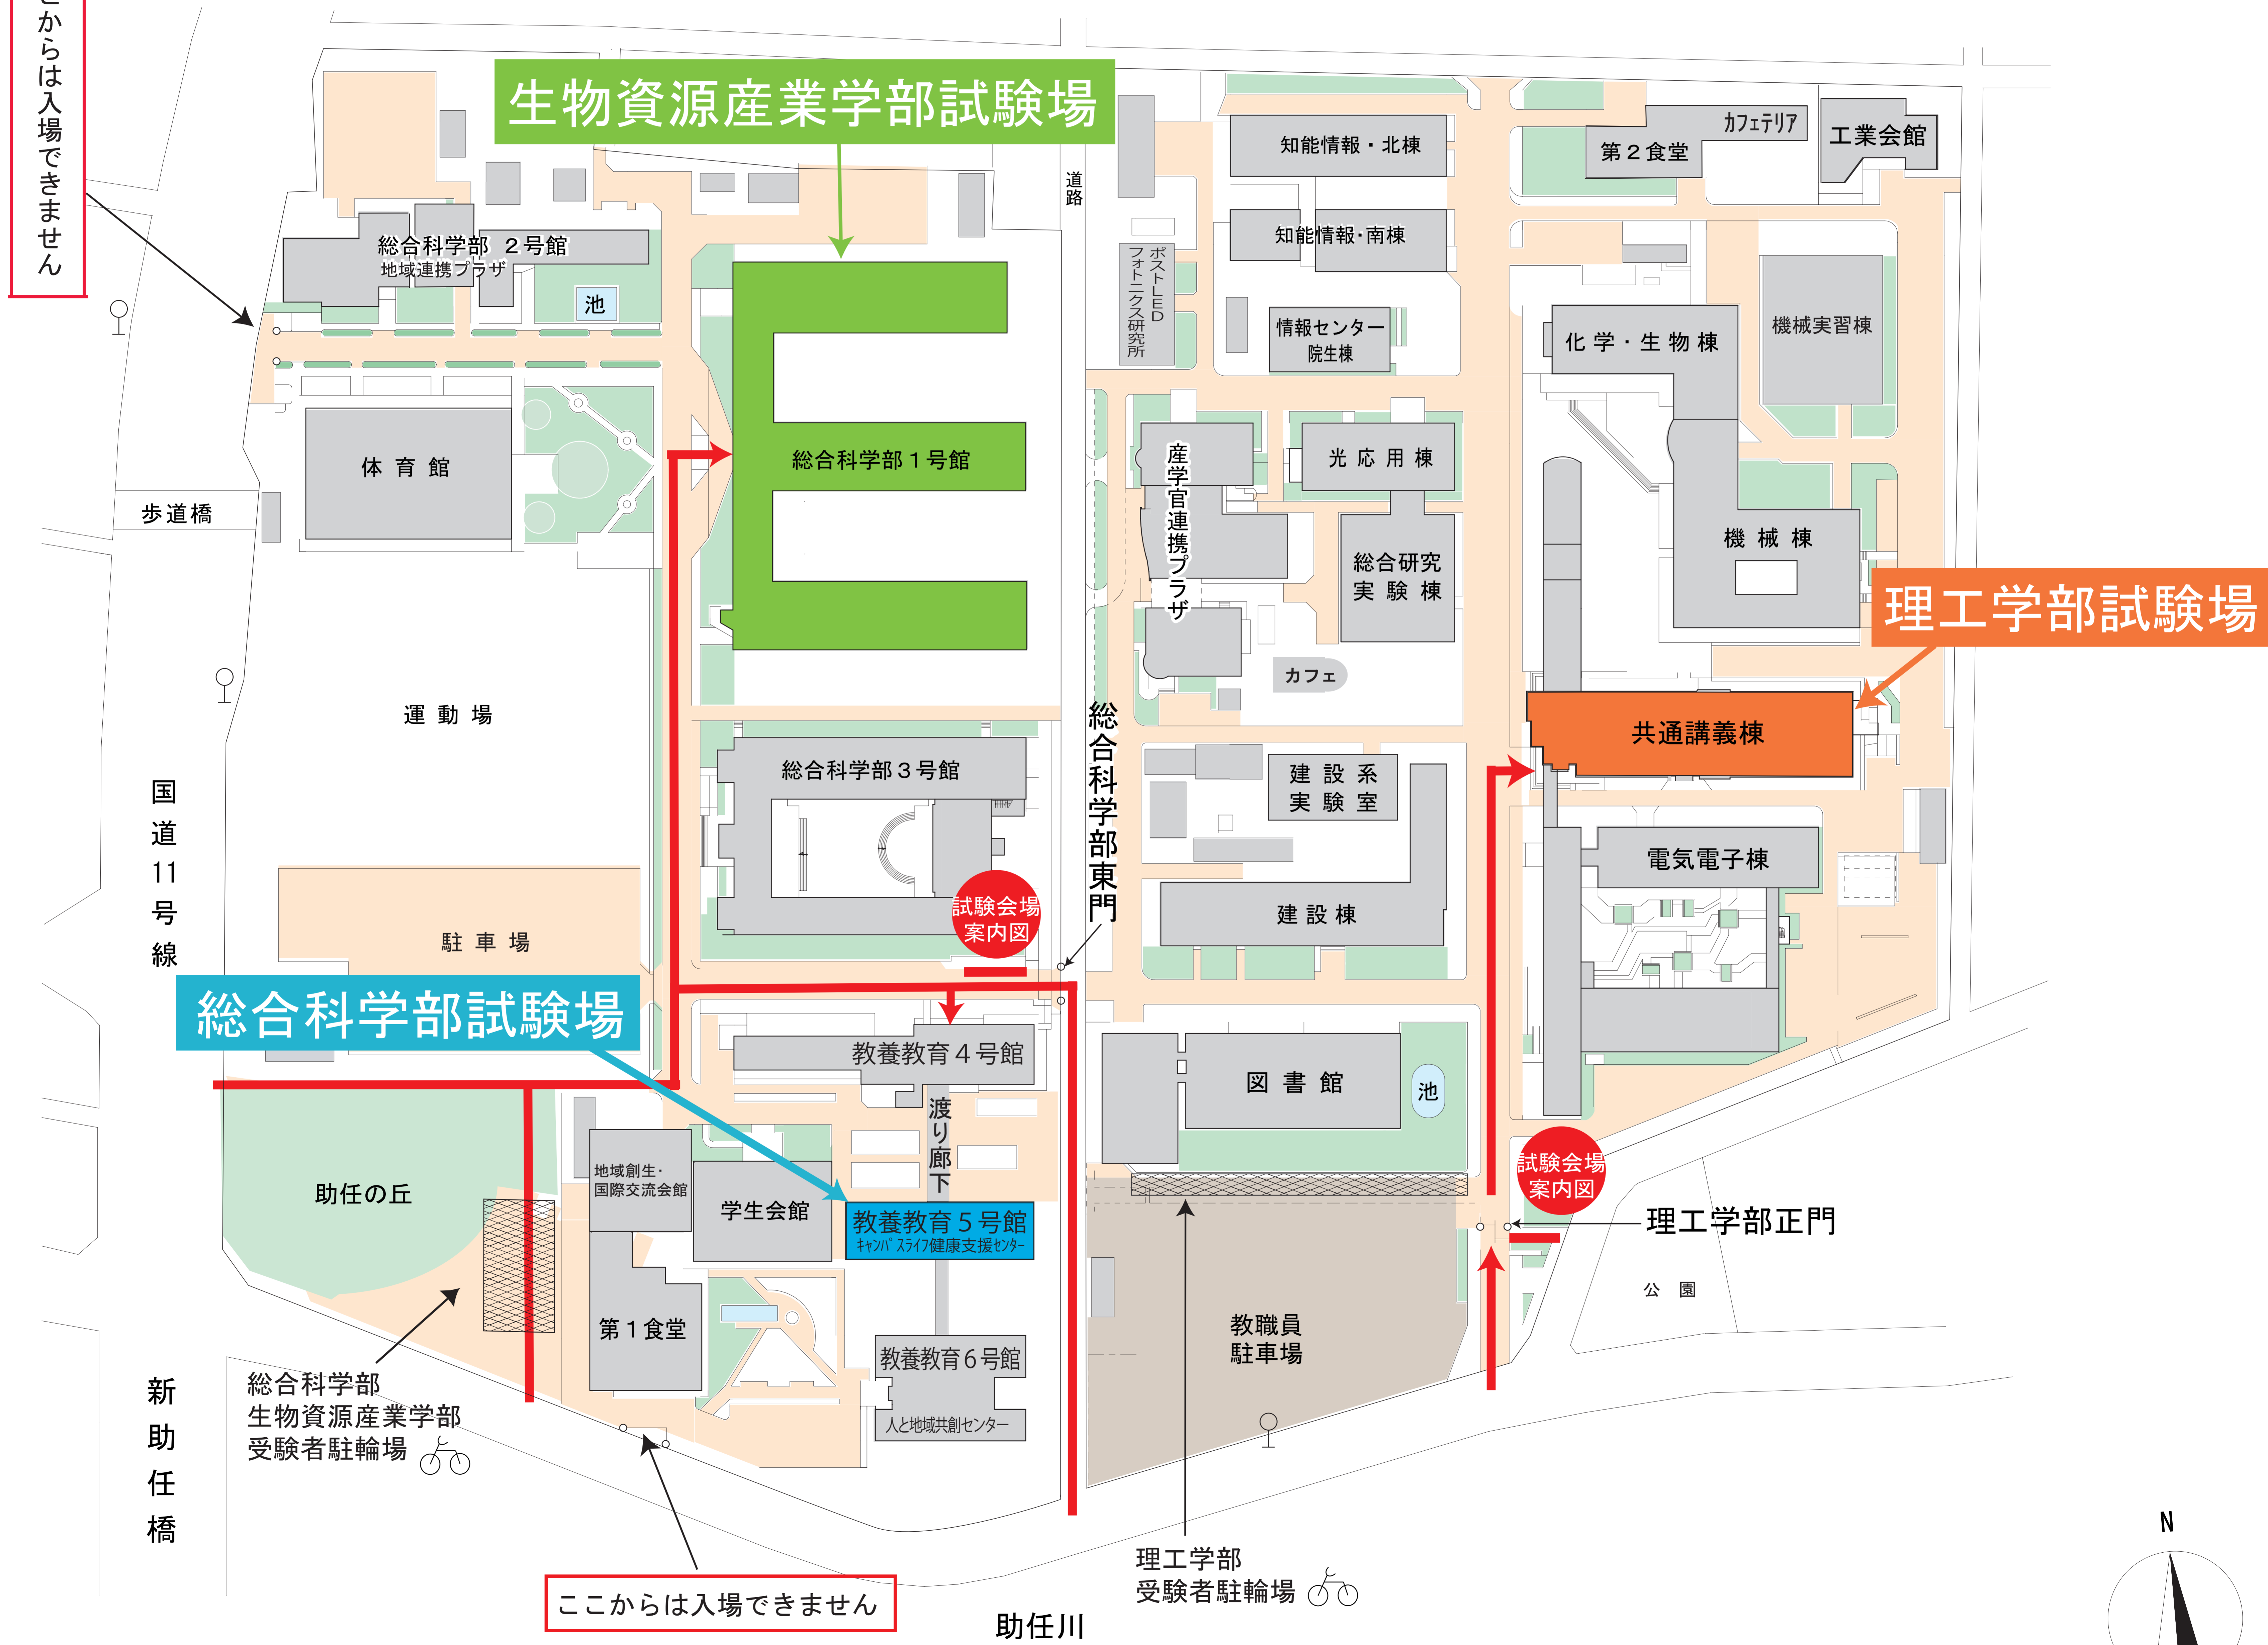 からは入場できません
生物資源産業学部試験場
道路
知能情報・北棟
カフェテリア
第2食堂
工業会館
総合科学部 2号館
地域連携プラザ
池
知能情報・南棟
ポストLED
フォトニクス研究所
情報センター
院生棟
化学・生物棟
機械実習棟
体育館
総合科学部1号館
歩道橋
産学官連携プラザ
光応用棟
総合研究
実験棟
機械棟
理工学部試験場
カフェ
運動場
総合科学部東門
共通講義棟
総合科学部3号館
建設系
実験室
国道11号線
電気電子棟
試験会場
案内図
建設棟
駐車場
総合科学部試験場
教養教育4号館
図書館
池
渡り廊下
地域創生・
国際交流会館
助任の丘
学生会館
教養教育5号館
キャンパスライフ健康支援センター
試験会場
案内図
理工学部正門
公園
第1食堂
教職員
駐車場
教養教育6号館
人と地域共創センター
新助任橋
総合科学部
生物資源産業学部
受験者駐輪場
N
理工学部
受験者駐輪場
ここからは入場できません
助任川